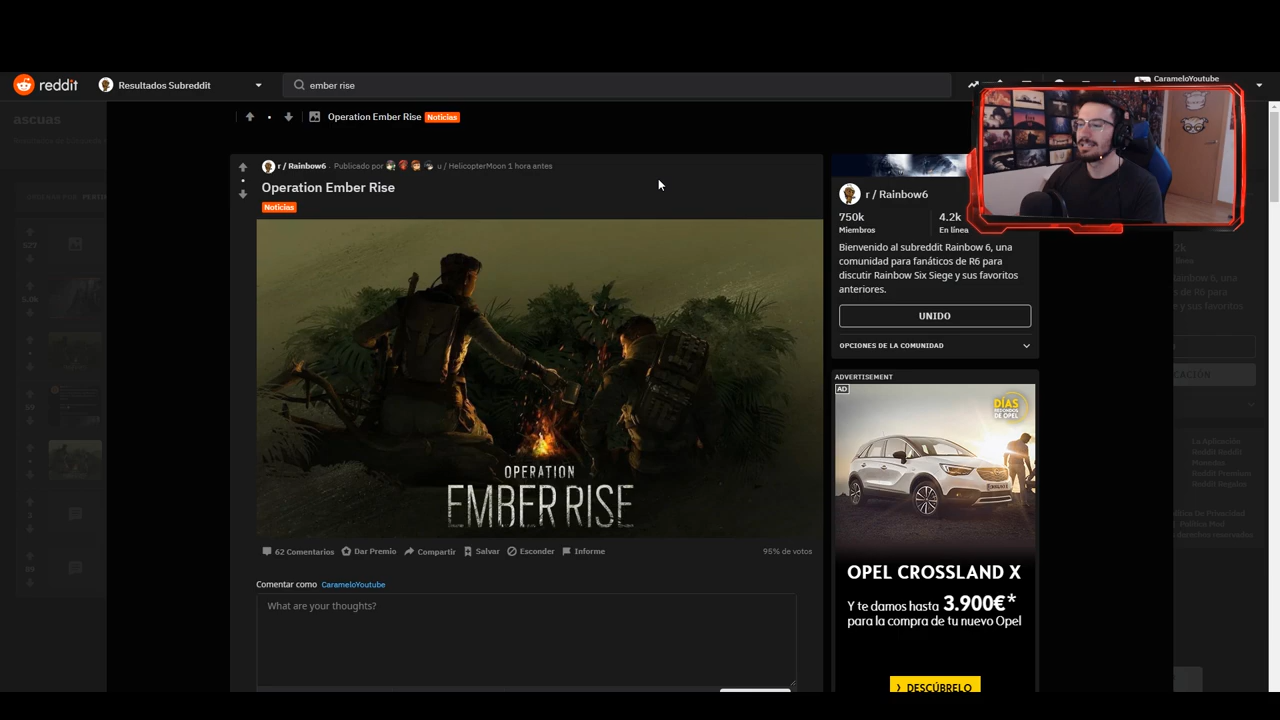 reddit
Resultados Subreddit
ember rise
CarameloYoutube
Operation Ember Rise Noticias
r / Rainbow6 · Publicado por u / HelicopterMoon 1 hora antes
Operation Ember Rise
Noticias
OPERATION
EMBER RISE
62 Comentarios Dar Premio Compartir Salvar Esconder Informe 95% de votos
Comentar como CarameloYoutube
What are your thoughts?
r / Rainbow6
750k 4.2k
Miembros En línea
Bienvenido al subreddit Rainbow 6, una
comunidad para fanáticos de R6 para
discutir Rainbow Six Siege y sus favoritos
anteriores.
UNIDO
OPCIONES DE LA COMUNIDAD
ADVERTISEMENT
AD
DÍAS
REDONDOS
DE OPEL
OPEL CROSSLAND X
Y te damos hasta 3.900€*
para la compra de tu nuevo Opel
DESCÚBRELO
ascuas